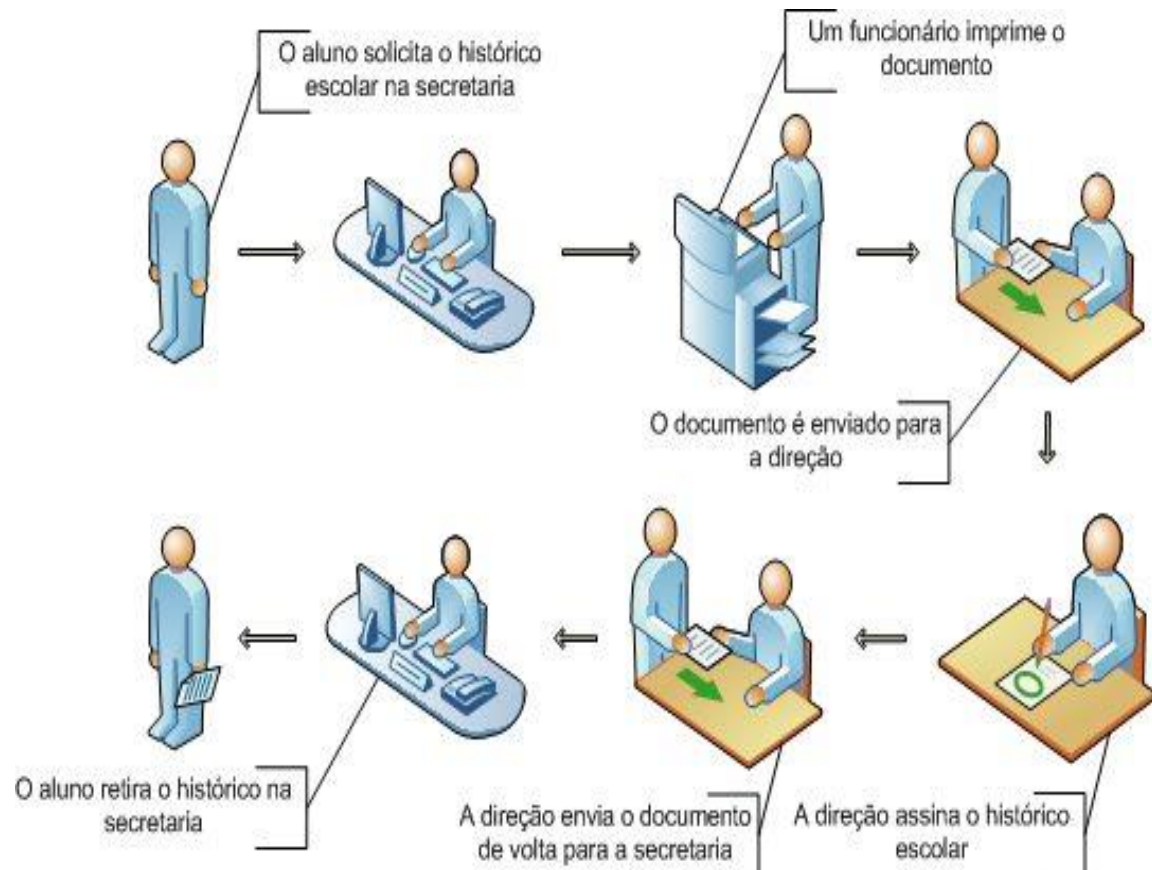 O aluno solicita o histórico
escolar na secretaria
Um funcionário imprime o
documento
O documento é enviado para
a direção
A direção assina o histórico
escolar
A direção envia o documento
de volta para a secretaria
O aluno retira o histórico na
secretaria